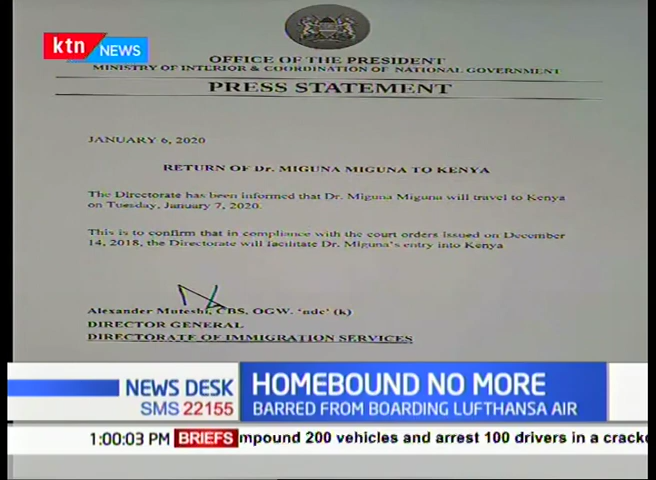 ktn NEWS
OFFICE OF THE PRESIDENT
MINISTRY OF INTERIOR & COORDINATION OF NATIONAL GOVERNMENT
PRESS STATEMENT
JANUARY 6, 2020
RETURN OF Dr. MIGUNA MIGUNA TO KENYA
The Directorate has been informed that Dr. Miguna Miguna will travel to Kenya
on Tuesday, January 7, 2020.
This is to confirm that in compliance with the court orders issued on December
14, 2018, the Directorate will facilitate Dr. Miguna's entry into Kenya
Alexander Muteshi, CBS, OGW. 'ndc' (k)
DIRECTOR GENERAL
DIRECTORATE OF IMMIGRATION SERVICES
NEWS DESK
SMS 22155
HOMEBOUND NO MORE
BARRED FROM BOARDING LUFTHANSA AIR
1:00:03 PM BRIEFS mpound 200 vehicles and arrest 100 drivers in a crack